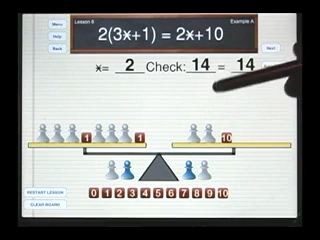 Menu
Lesson 6
Example A
Help
2(3x+1) = 2x+10
Back
Next
x= 2 Check: 14 = 14
1
1
10
RESTART LESSON
0 1 2 3 4 5 6 7 8 9 10
CLEAR BOARD